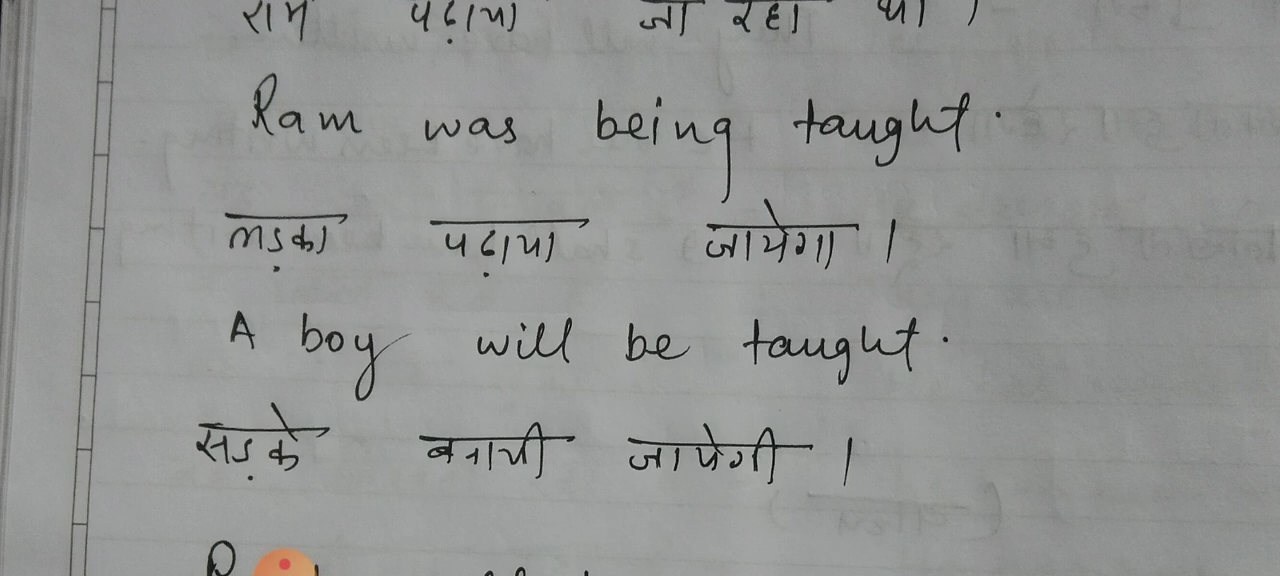 राम पढ़ाया जा रहा था ।
Ram was being taught.
लड़का पढ़ाया जायेगा ।
A boy will be taught.
सड़के बनायी जायेगी ।